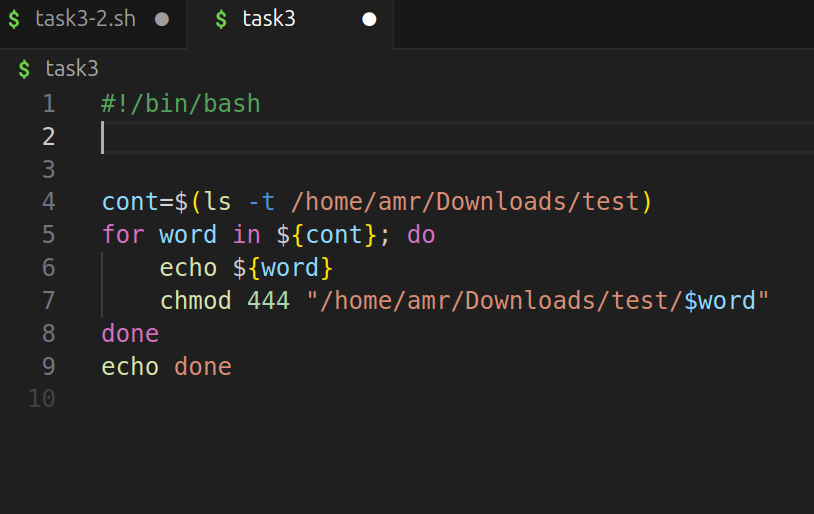 $ task3-2.sh ● $ task3 ●
$ task3
1 #!/bin/bash
2
3
4 cont=$(ls -t /home/amr/Downloads/test)
5 for word in ${cont}; do
6     echo ${word}
7     chmod 444 "/home/amr/Downloads/test/$word"
8 done
9 echo done
10